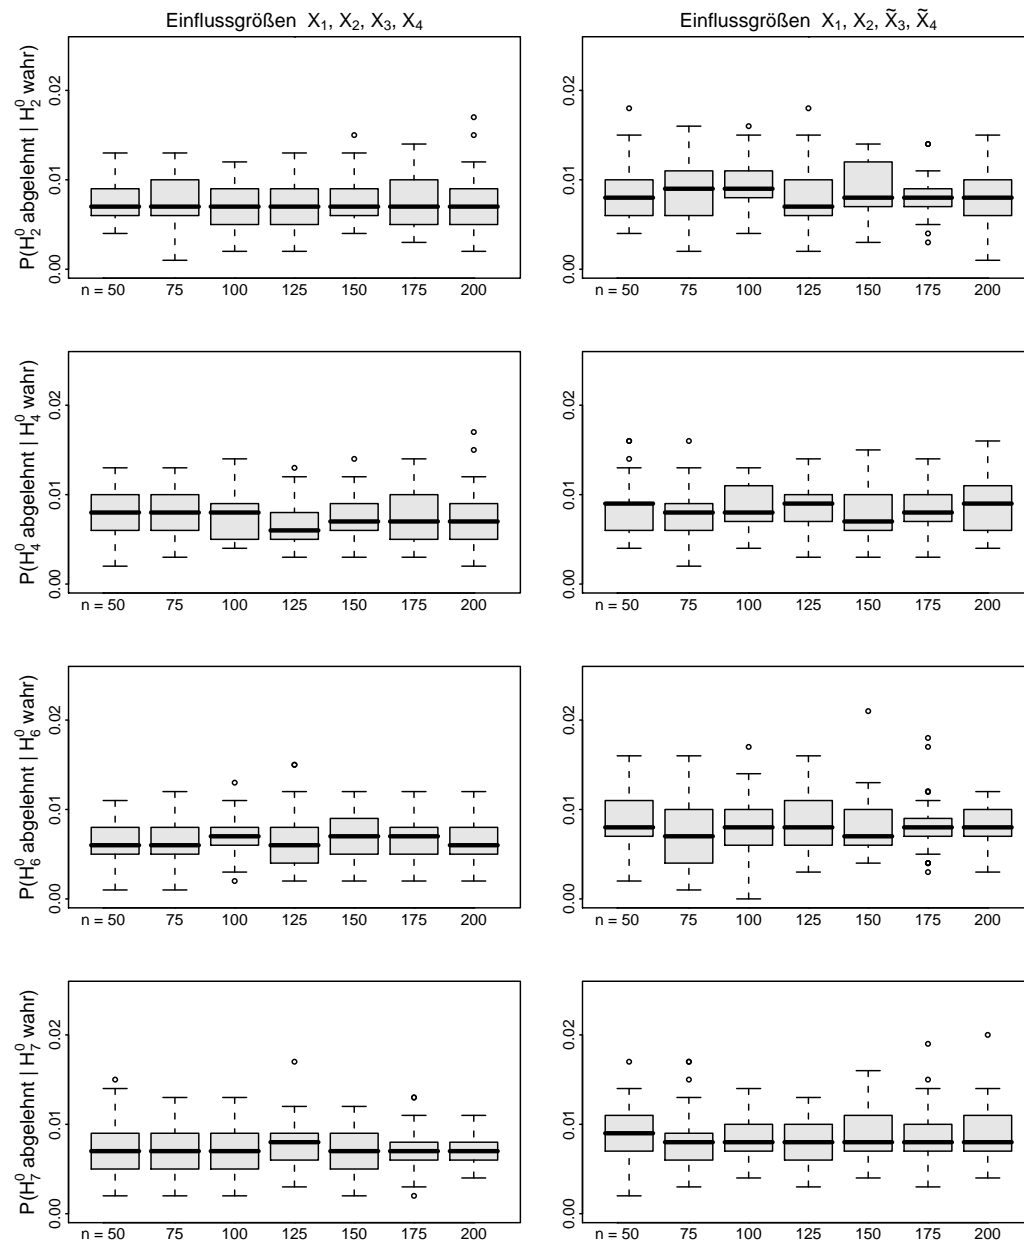 Einflussgrößen X₁, X₂, X₃, X₄
Einflussgrößen X₁, X₂, X̃₃, X̃₄
P(H₂⁰ abgelehnt | H₂⁰ wahr)
0.00 0.01 0.02
n = 50 75 100 125 150 175 200
0.00 0.01 0.02
n = 50 75 100 125 150 175 200
P(H₄⁰ abgelehnt | H₄⁰ wahr)
0.00 0.01 0.02
n = 50 75 100 125 150 175 200
0.00 0.01 0.02
n = 50 75 100 125 150 175 200
P(H₆⁰ abgelehnt | H₆⁰ wahr)
0.00 0.01 0.02
n = 50 75 100 125 150 175 200
0.00 0.01 0.02
n = 50 75 100 125 150 175 200
P(H₇⁰ abgelehnt | H₇⁰ wahr)
0.00 0.01 0.02
n = 50 75 100 125 150 175 200
0.00 0.01 0.02
n = 50 75 100 125 150 175 200